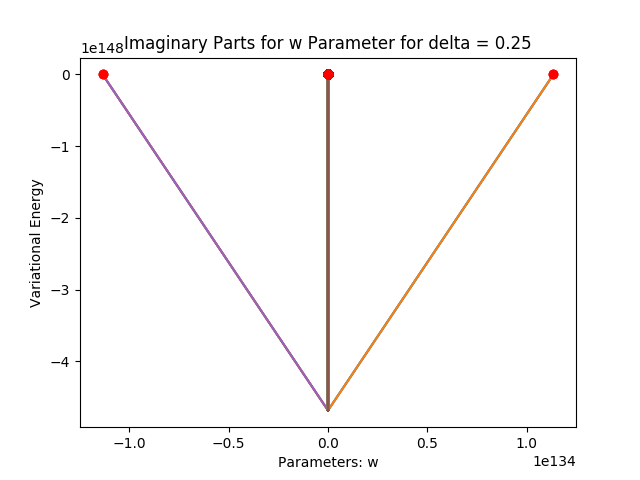 Imaginary Parts for w Parameter for delta = 0.25
1e148
0
−1
−2
−3
−4
Variational Energy
−1.0 −0.5 0.0 0.5 1.0
1e134
Parameters: w